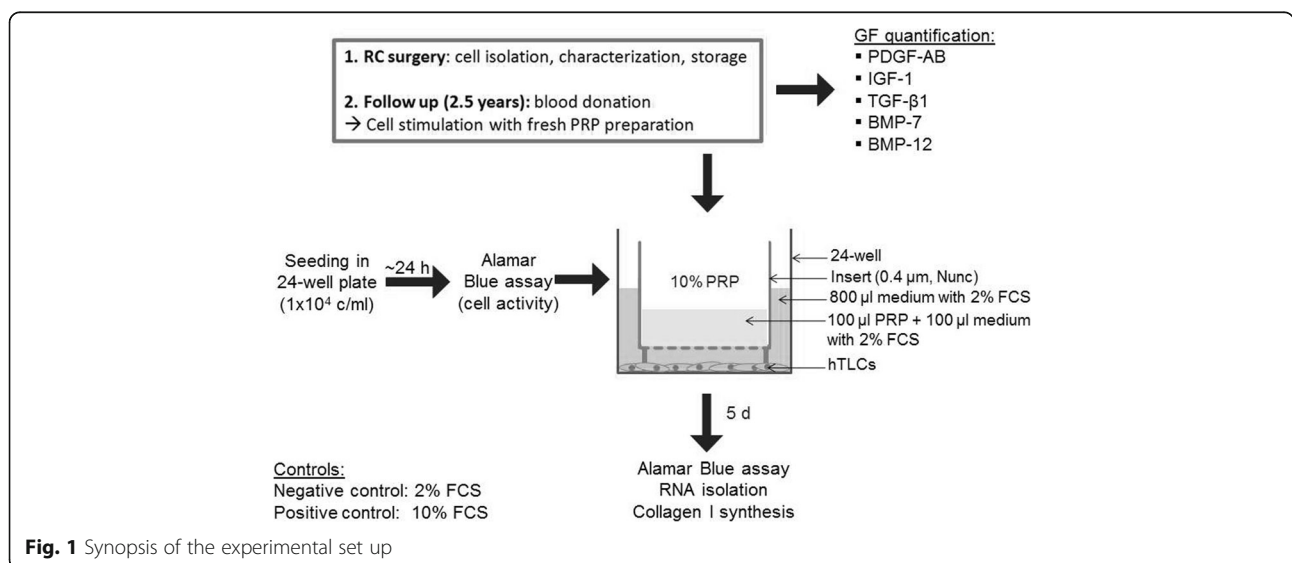 1. RC surgery: cell isolation, characterization, storage
2. Follow up (2.5 years): blood donation
→ Cell stimulation with fresh PRP preparation
GF quantification:
▪ PDGF-AB
▪ IGF-1
▪ TGF-β1
▪ BMP-7
▪ BMP-12
Seeding in
24-well plate
(1x10⁴ c/ml)
~24 h
Alamar
Blue assay
(cell activity)
10% PRP
24-well
Insert (0.4 µm, Nunc)
800 µl medium with 2% FCS
100 µl PRP + 100 µl medium
with 2% FCS
hTLCs
5 d
Controls:
Negative control: 2% FCS
Positive control: 10% FCS
Alamar Blue assay
RNA isolation
Collagen I synthesis
Fig. 1 Synopsis of the experimental set up